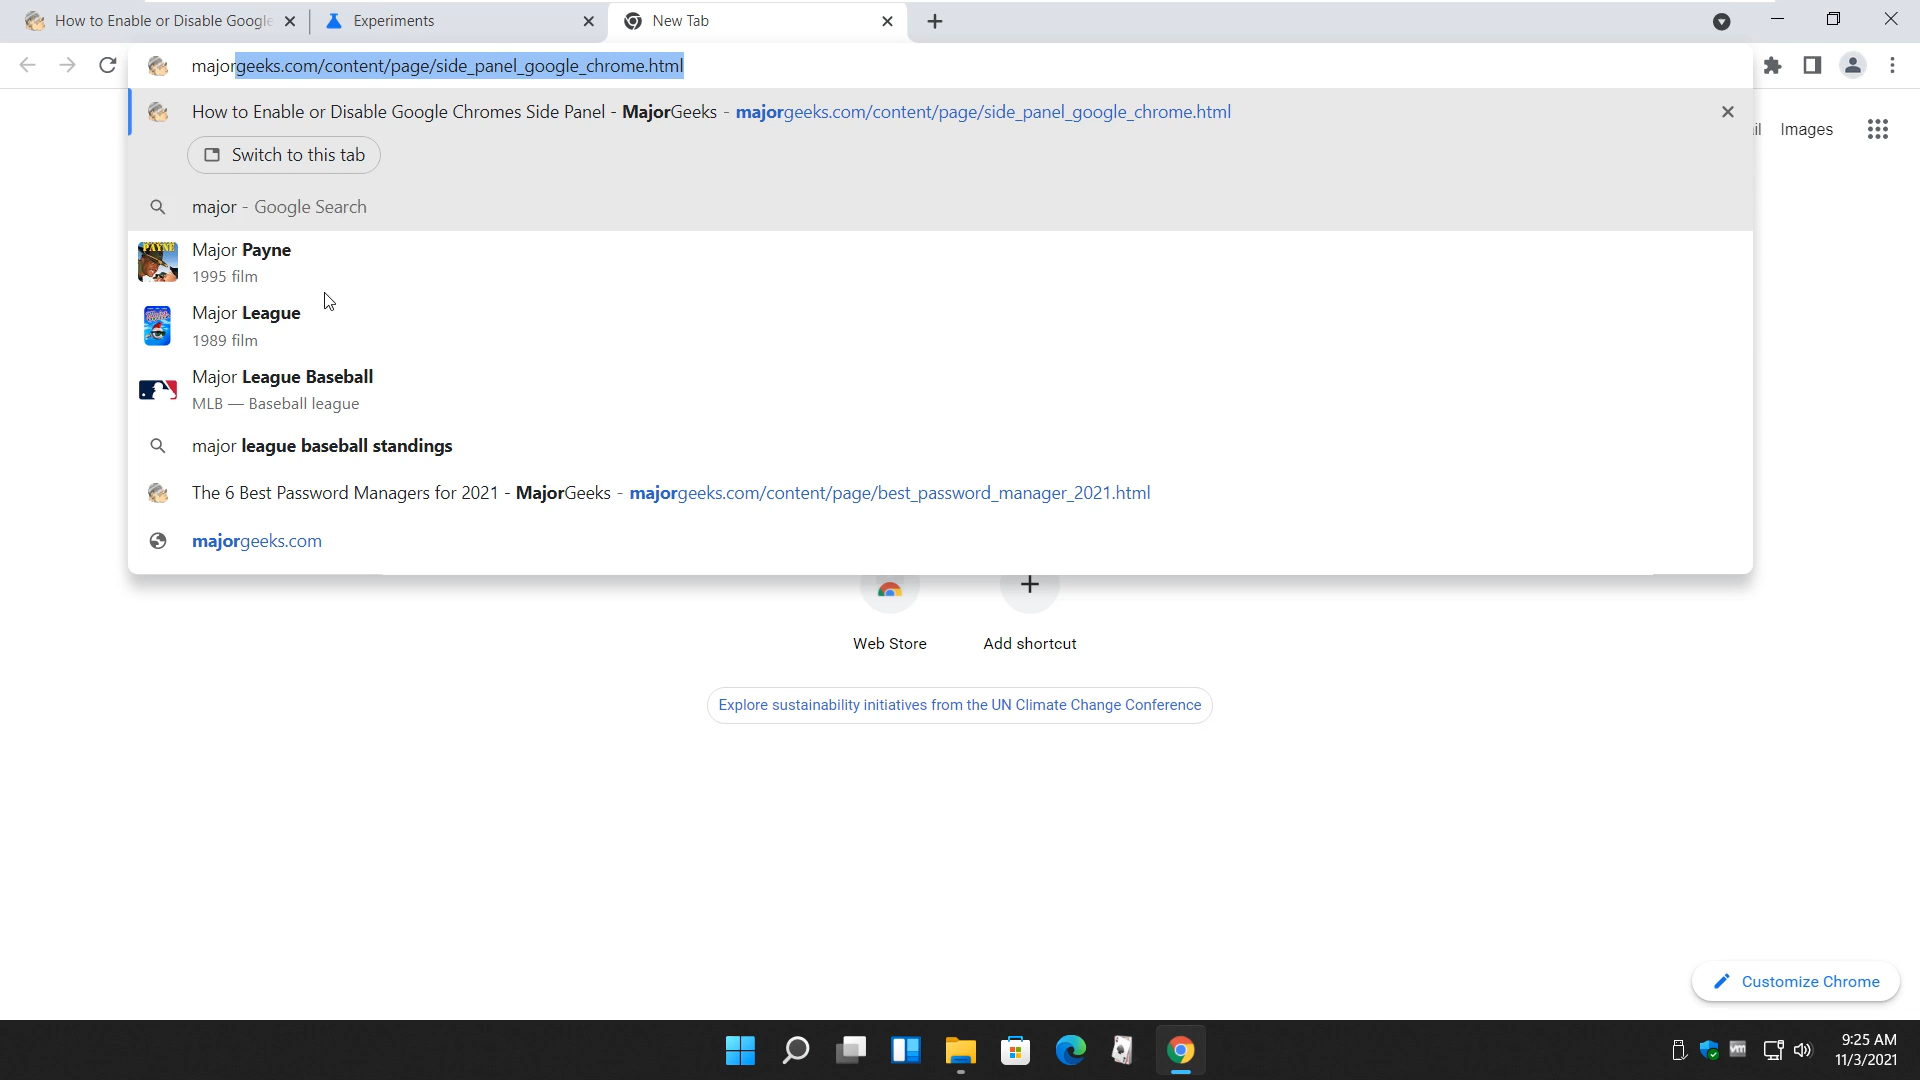 How to Enable or Disable Google
Experiments
New Tab
majorgeeks.com/content/page/side_panel_google_chrome.html
How to Enable or Disable Google Chromes Side Panel - MajorGeeks - majorgeeks.com/content/page/side_panel_google_chrome.html
Images
Switch to this tab
major - Google Search
Major Payne
1995 film
Major League
1989 film
Major League Baseball
MLB — Baseball league
major league baseball standings
The 6 Best Password Managers for 2021 - MajorGeeks - majorgeeks.com/content/page/best_password_manager_2021.html
majorgeeks.com
Web Store
Add shortcut
Explore sustainability initiatives from the UN Climate Change Conference
Customize Chrome
9:25 AM
11/3/2021